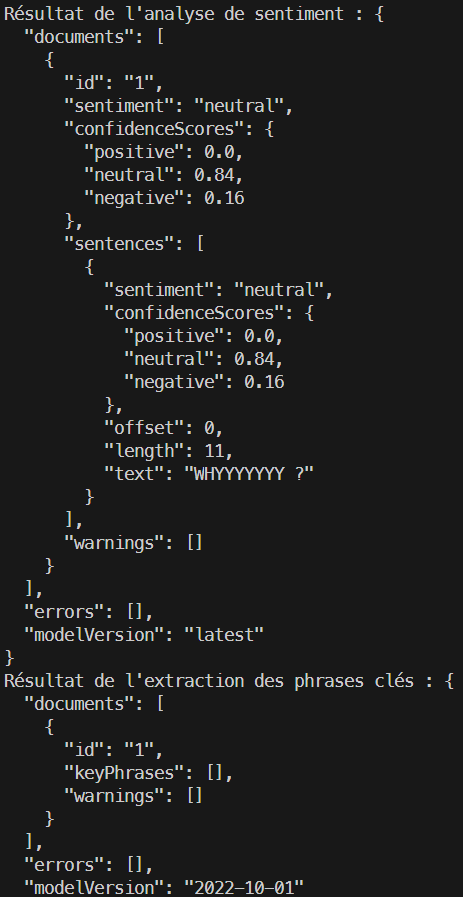 Résultat de l'analyse de sentiment : {
  "documents": [
    {
      "id": "1",
      "sentiment": "neutral",
      "confidenceScores": {
        "positive": 0.0,
        "neutral": 0.84,
        "negative": 0.16
      },
      "sentences": [
        {
          "sentiment": "neutral",
          "confidenceScores": {
            "positive": 0.0,
            "neutral": 0.84,
            "negative": 0.16
          },
          "offset": 0,
          "length": 11,
          "text": "WHYYYYYYY ?"
        }
      ],
      "warnings": []
    }
  ],
  "errors": [],
  "modelVersion": "latest"
}
Résultat de l'extraction des phrases clés : {
  "documents": [
    {
      "id": "1",
      "keyPhrases": [],
      "warnings": []
    }
  ],
  "errors": [],
  "modelVersion": "2022-10-01"